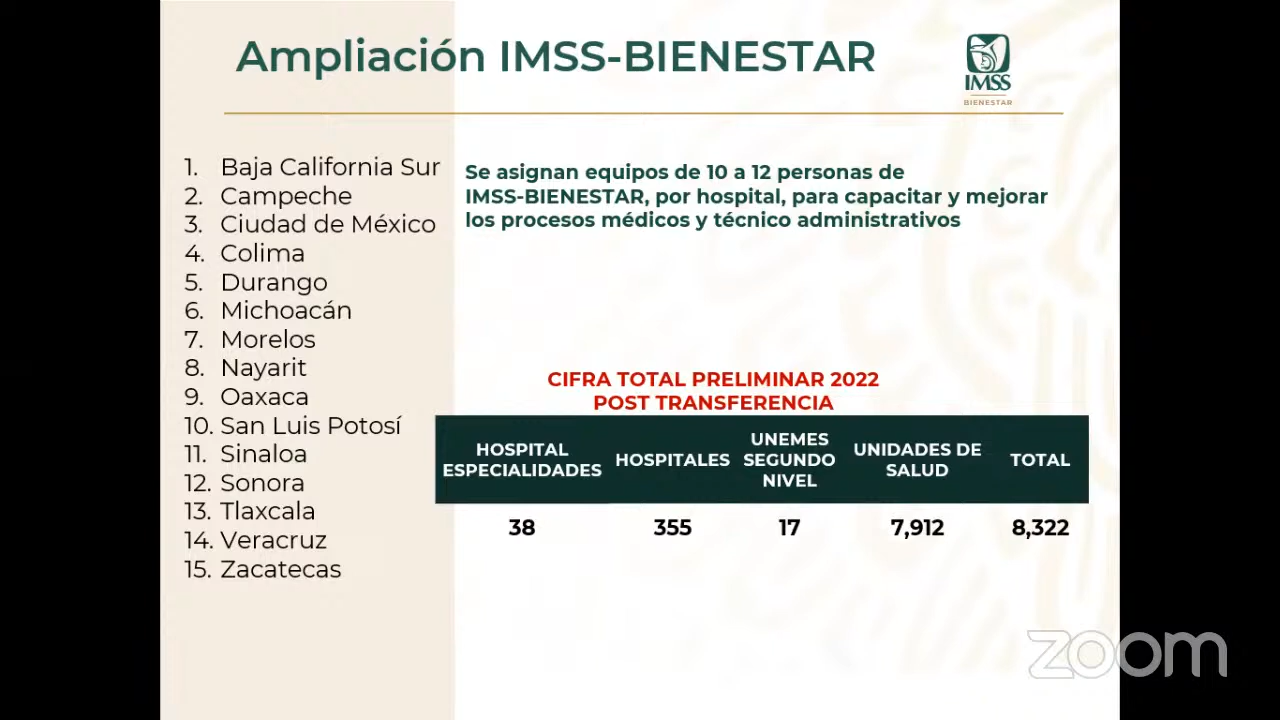 Ampliación IMSS-BIENESTAR
IMSS
BIENESTAR
1. Baja California Sur
2. Campeche
3. Ciudad de México
4. Colima
5. Durango
6. Michoacán
7. Morelos
8. Nayarit
9. Oaxaca
10. San Luis Potosí
11. Sinaloa
12. Sonora
13. Tlaxcala
14. Veracruz
15. Zacatecas
Se asignan equipos de 10 a 12 personas de
IMSS-BIENESTAR, por hospital, para capacitar y mejorar
los procesos médicos y técnico administrativos
CIFRA TOTAL PRELIMINAR 2022
POST TRANSFERENCIA
HOSPITAL
ESPECIALIDADES
HOSPITALES
UNEMES
SEGUNDO
NIVEL
UNIDADES DE
SALUD
TOTAL
38 355 17 7,912 8,322
zoom